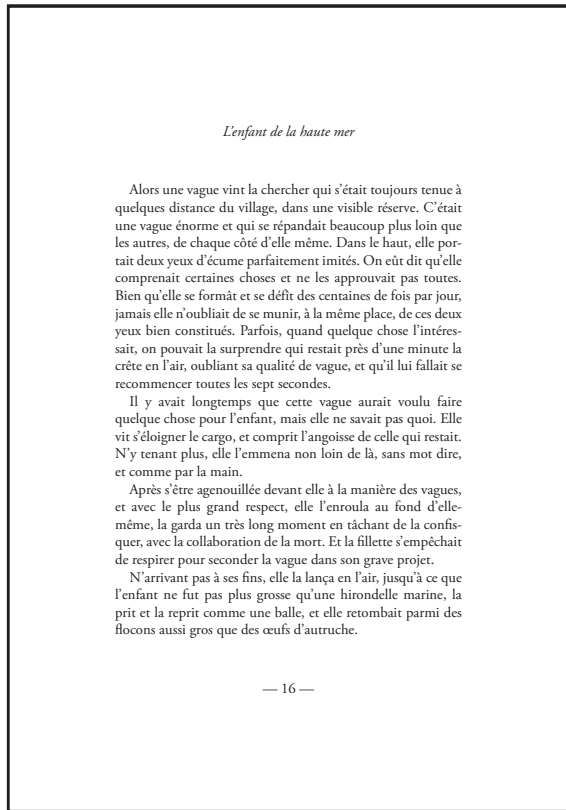 L'enfant de la haute mer
Alors une vague vint la chercher qui s'était toujours tenue à
quelques distance du village, dans une visible réserve. C'était
une vague énorme et qui se répandait beaucoup plus loin que
les autres, de chaque côté d'elle même. Dans le haut, elle por-
tait deux yeux d'écume parfaitement imités. On eût dit qu'elle
comprenait certaines choses et ne les approuvait pas toutes.
Bien qu'elle se formât et se défît des centaines de fois par jour,
jamais elle n'oubliait de se munir, à la même place, de ces deux
yeux bien constitués. Parfois, quand quelque chose l'intéres-
sait, on pouvait la surprendre qui restait près d'une minute la
crête en l'air, oubliant sa qualité de vague, et qu'il lui fallait se
recommencer toutes les sept secondes.
Il y avait longtemps que cette vague aurait voulu faire
quelque chose pour l'enfant, mais elle ne savait pas quoi. Elle
vit s'éloigner le cargo, et comprit l'angoisse de celle qui restait.
N'y tenant plus, elle l'emmena non loin de là, sans mot dire,
et comme par la main.
Après s'être agenouillée devant elle à la manière des vagues,
et avec le plus grand respect, elle l'enroula au fond d'elle-
même, la garda un très long moment en tâchant de la confis-
quer, avec la collaboration de la mort. Et la fillette s'empêchait
de respirer pour seconder la vague dans son grave projet.
N'arrivant pas à ses fins, elle la lança en l'air, jusqu'à ce que
l'enfant ne fut pas plus grosse qu'une hirondelle marine, la
prit et la reprit comme une balle, et elle retombait parmi des
flocons aussi gros que des œufs d'autruche.
— 16 —